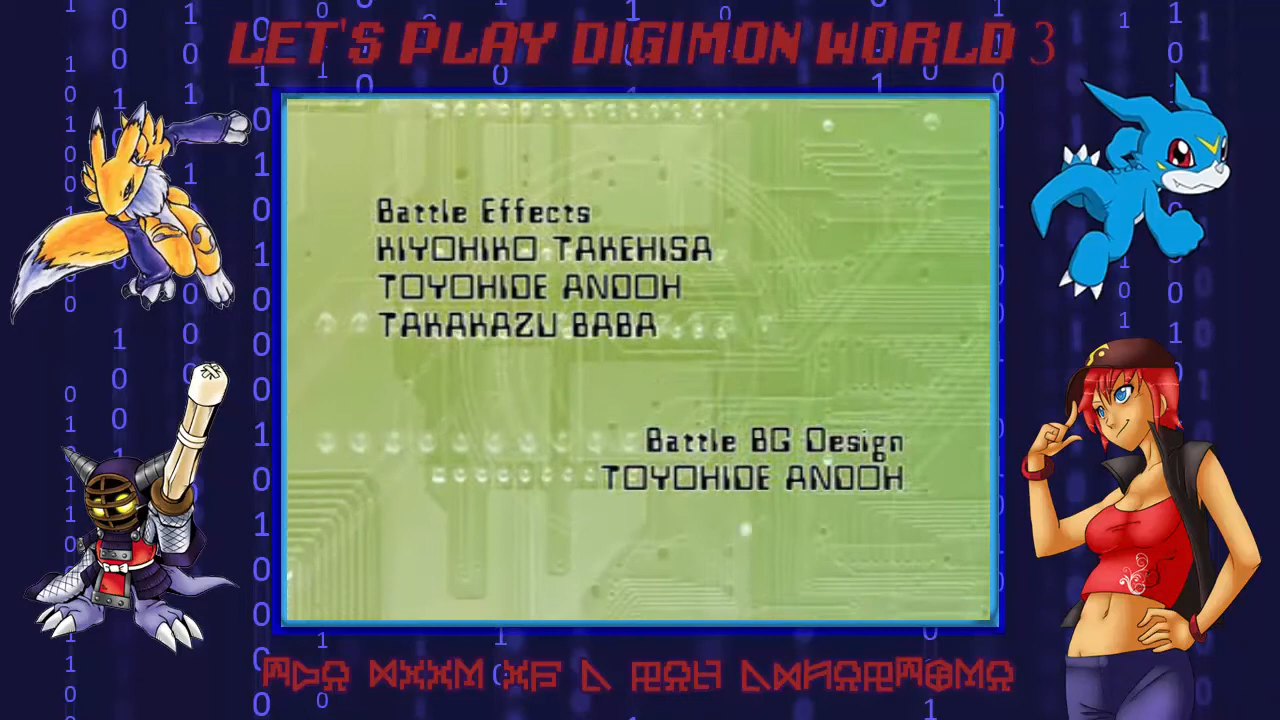 LET'S PLAY DIGIMON WORLD 3
Battle Effects
KIYOHIKO TAKEHISA
TOYOHIDE ANDOH
TAKAKAZU BABA
Battle BG Design
TOYOHIDE ANDOH